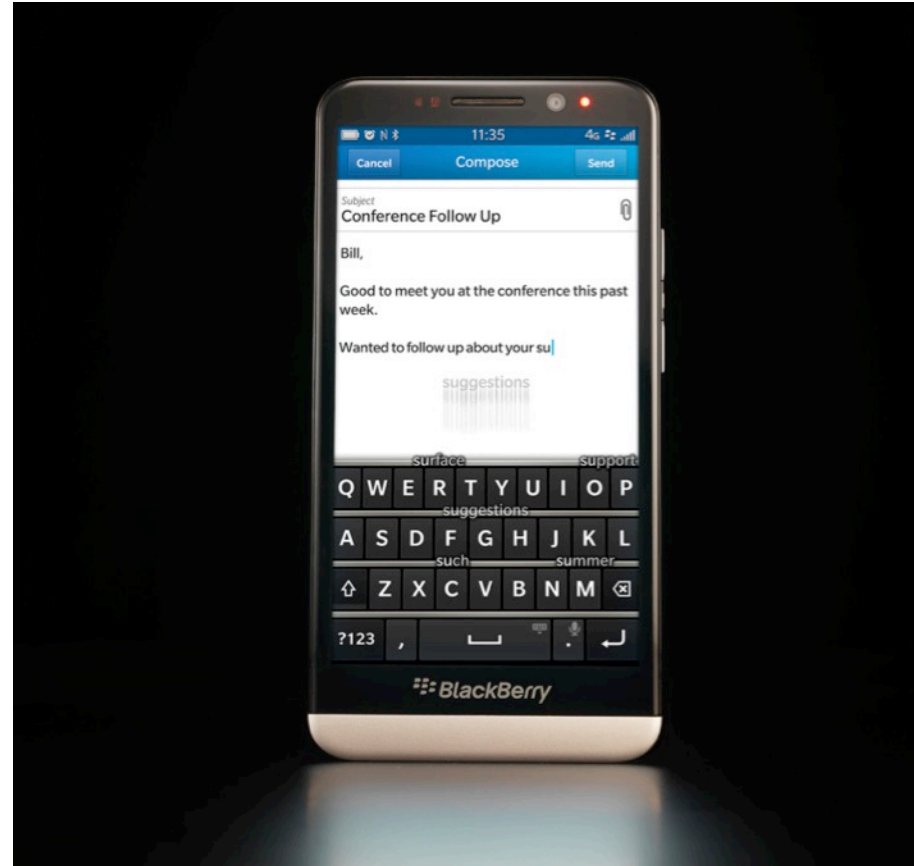 11:35
4G
Cancel
Compose
Send
Subject
Conference Follow Up
Bill,
Good to meet you at the conference this past
week.
Wanted to follow up about your su
suggestions
surface
support
Q W E R T Y U I O P
suggestions
A S D F G H J K L
such
summer
Z X C V B N M
?123 , .
BlackBerry